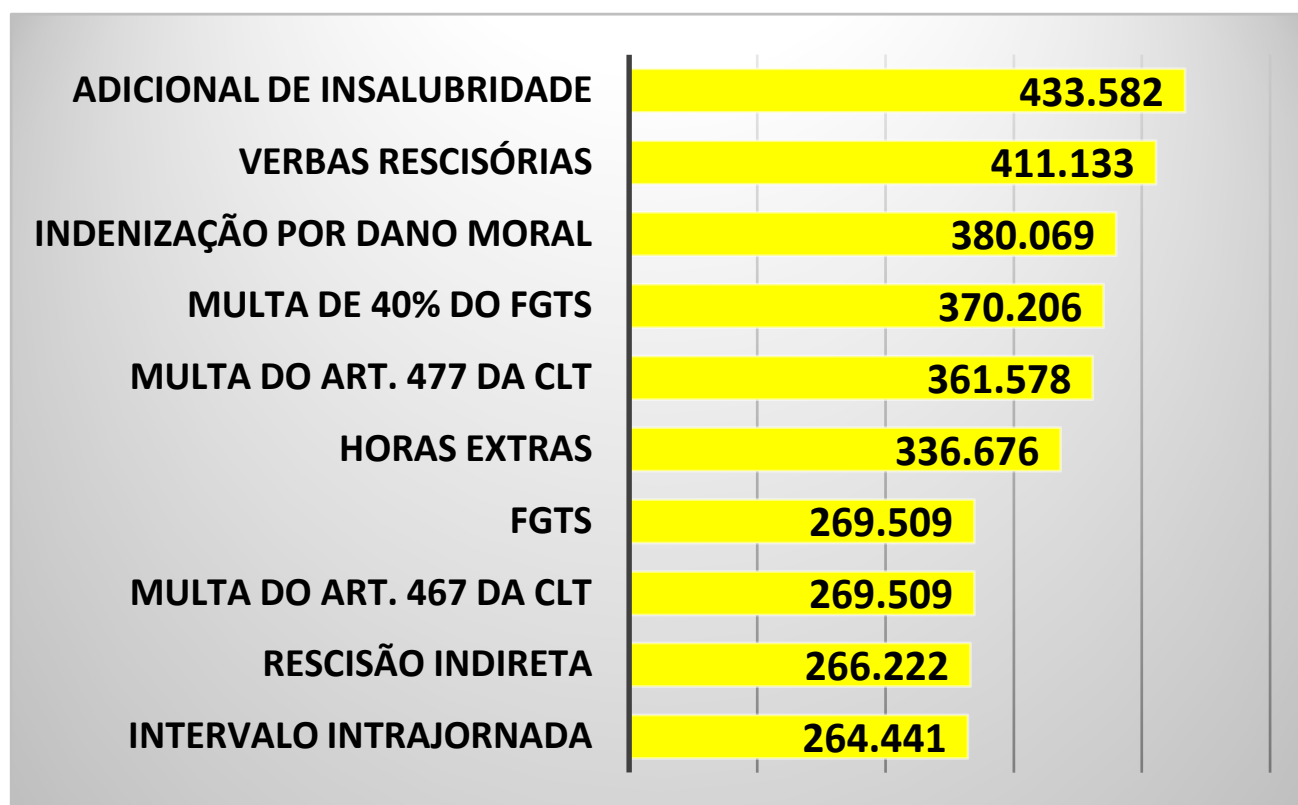 ADICIONAL DE INSALUBRIDADE 433.582
VERBAS RESCISÓRIAS 411.133
INDENIZAÇÃO POR DANO MORAL 380.069
MULTA DE 40% DO FGTS 370.206
MULTA DO ART. 477 DA CLT 361.578
HORAS EXTRAS 336.676
FGTS 269.509
MULTA DO ART. 467 DA CLT 269.509
RESCISÃO INDIRETA 266.222
INTERVALO INTRAJORNADA 264.441